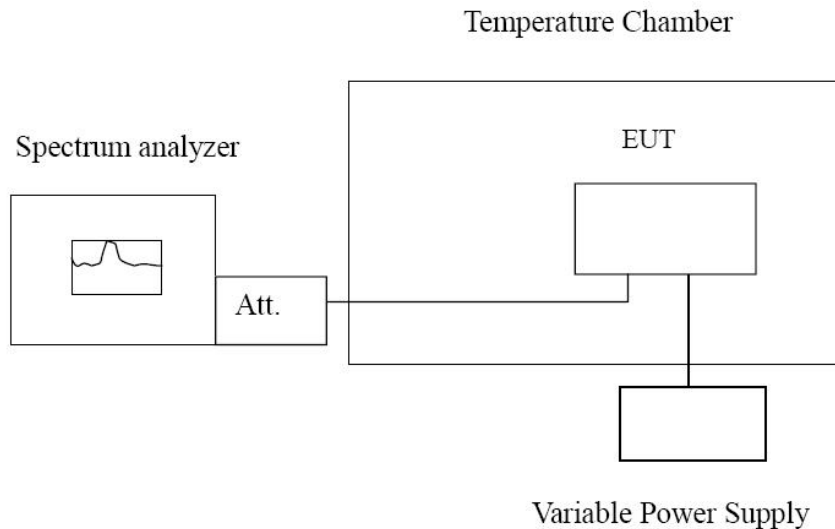 Temperature Chamber
Spectrum analyzer
EUT
Att.
Variable Power Supply